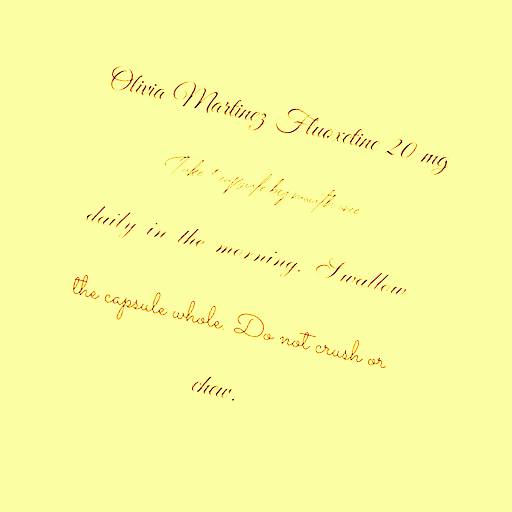 Olivia Martinez Fluoxetine 20 mg
Take 1 capsule by mouth once
daily in the morning. Swallow
the capsule whole. Do not crush or
chew.